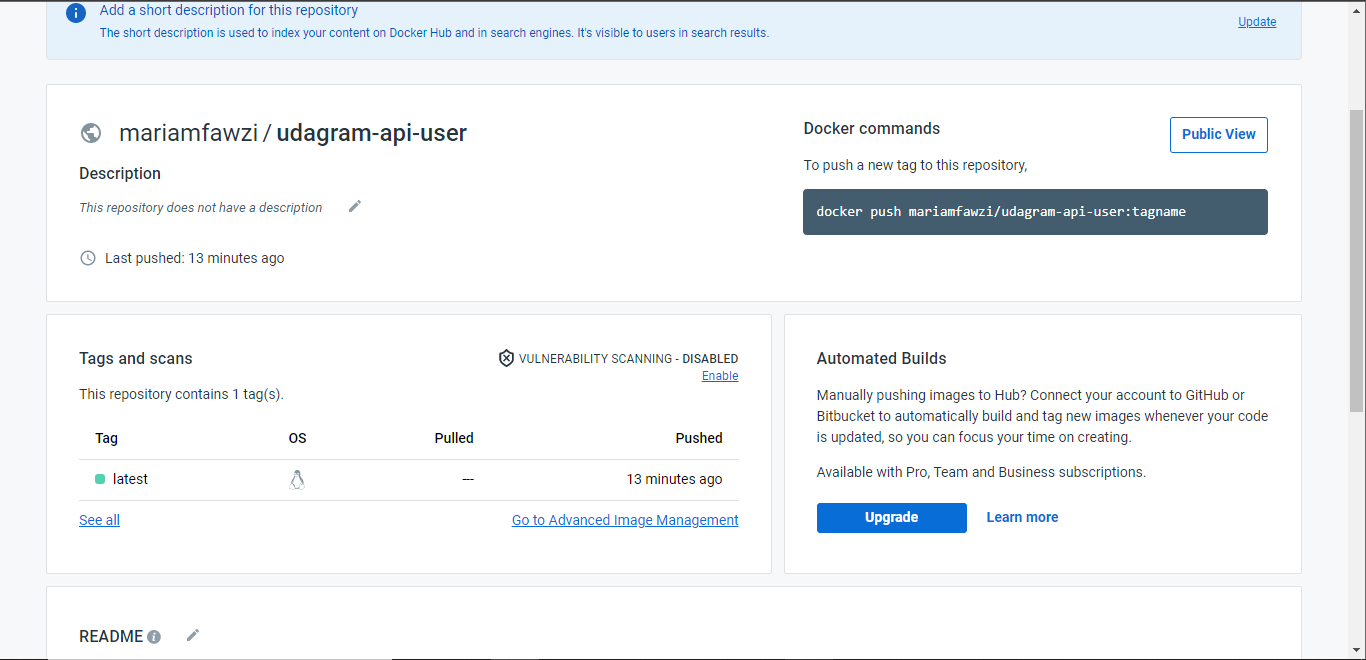 Add a short description for this repository
The short description is used to index your content on Docker Hub and in search engines. It's visible to users in search results.
Update
mariamfawzi / udagram-api-user
Description
This repository does not have a description
Last pushed: 13 minutes ago
Docker commands
Public View
To push a new tag to this repository,
docker push mariamfawzi/udagram-api-user:tagname
Tags and scans
VULNERABILITY SCANNING - DISABLED
Enable
This repository contains 1 tag(s).
Tag OS Pulled Pushed
latest --- 13 minutes ago
See all Go to Advanced Image Management
Automated Builds
Manually pushing images to Hub? Connect your account to GitHub or
Bitbucket to automatically build and tag new images whenever your code
is updated, so you can focus your time on creating.
Available with Pro, Team and Business subscriptions.
Upgrade Learn more
README